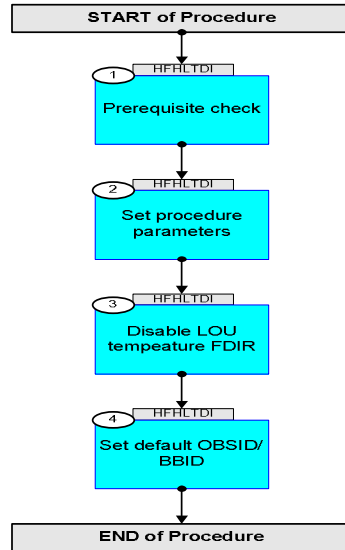 START of Procedure
HFHLTDI
1
Prerequisite check
HFHLTDI
2
Set procedure
parameters
HFHLTDI
3
Disable LOU
tempeature FDIR
HFHLTDI
4
Set default OBSID/
BBID
END of Procedure